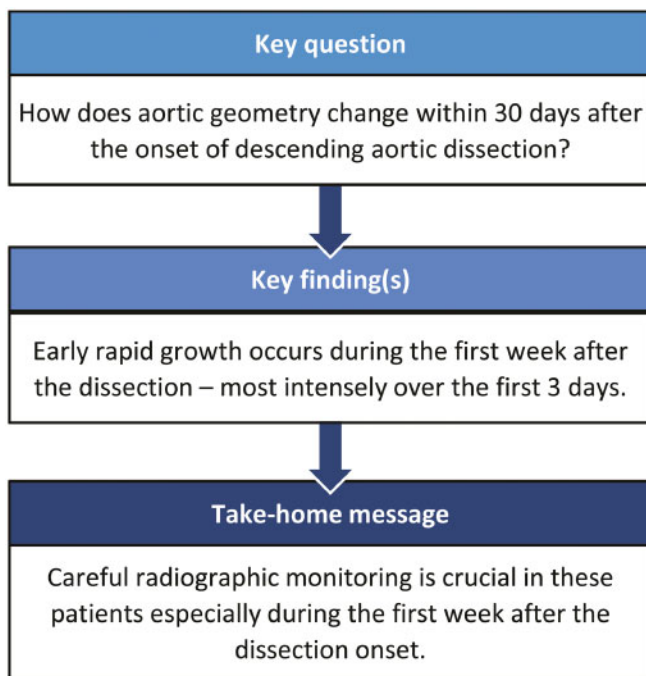 Key question
How does aortic geometry change within 30 days after
the onset of descending aortic dissection?
Key finding(s)
Early rapid growth occurs during the first week after
the dissection – most intensely over the first 3 days.
Take-home message
Careful radiographic monitoring is crucial in these
patients especially during the first week after the
dissection onset.